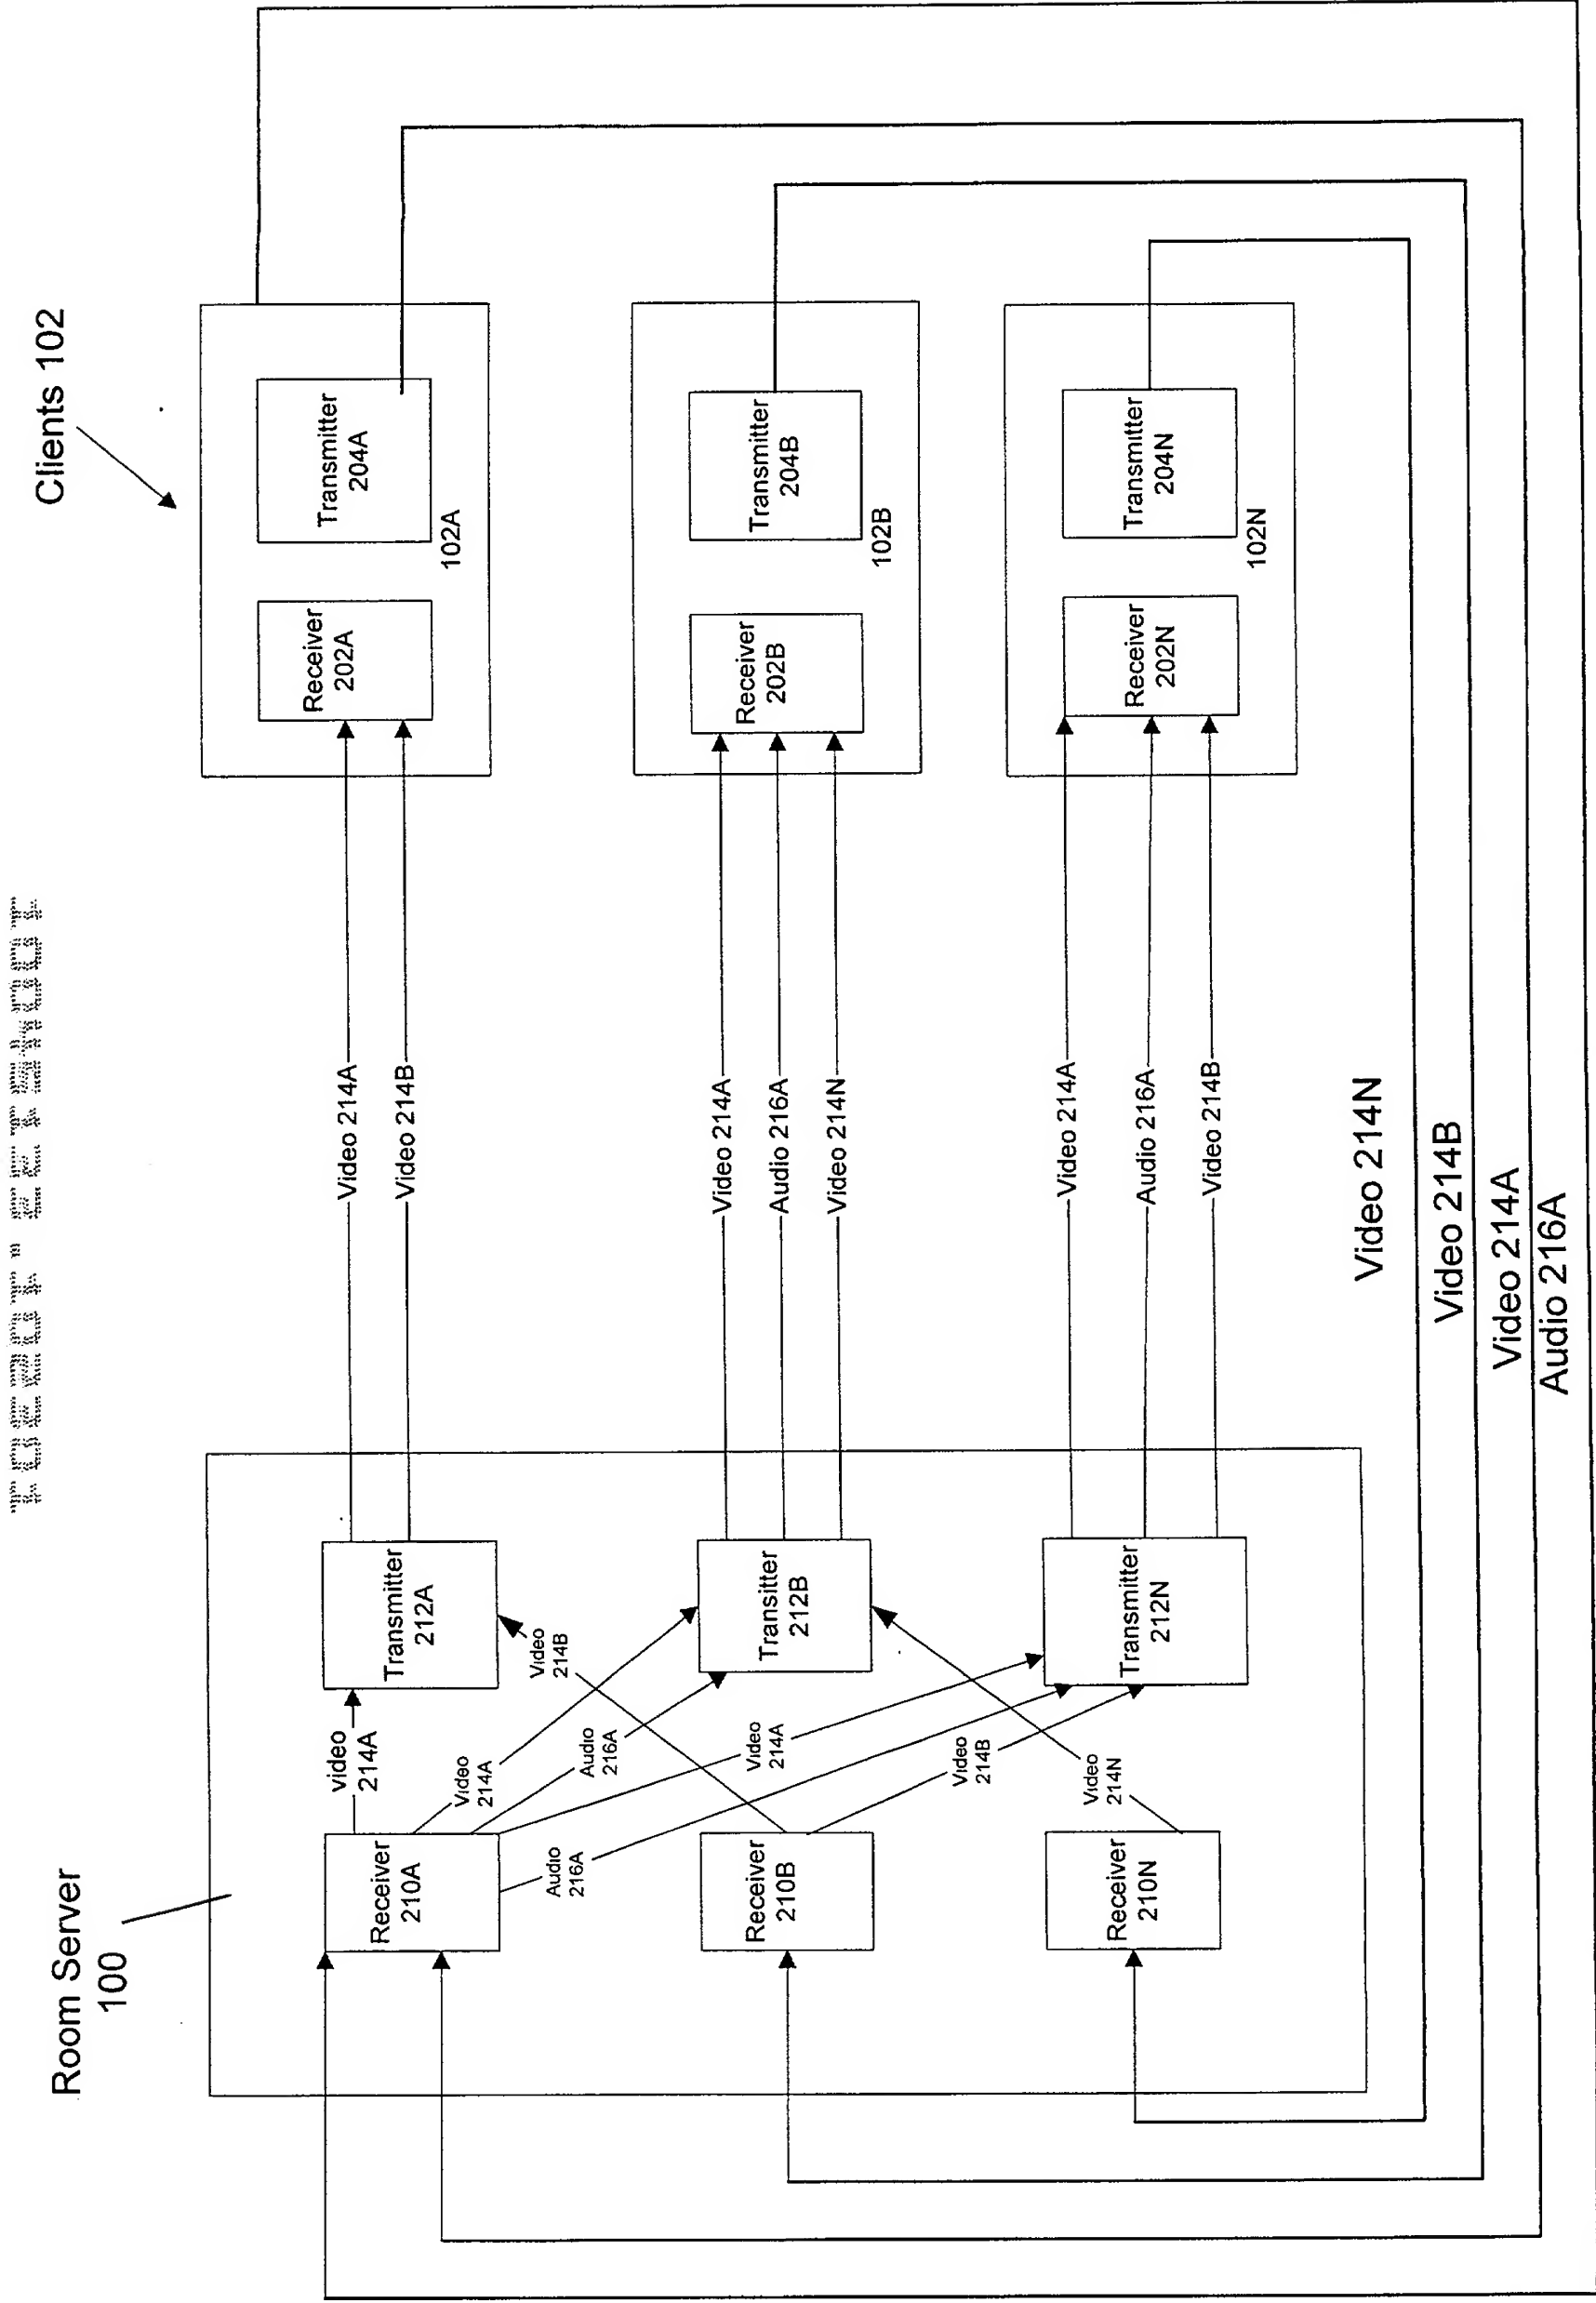 Room Server
100
Clients 102
Receiver
210A
Receiver
210B
Receiver
210N
video
214A
Video
214A
Audio
216A
Video
214A
Audio
216A
Video
214B
Video
214B
Video
214N
Transmitter
212A
Transitter
212B
Transmitter
212N
Video 214A
Video 214B
Video 214A
Audio 216A
Video 214N
Video 214A
Audio 216A
Video 214B
Receiver
202A
Transmitter
204A
102A
Receiver
202B
Transmitter
204B
102B
Receiver
202N
Transmitter
204N
102N
Video 214N
Video 214B
Video 214A
Audio 216A